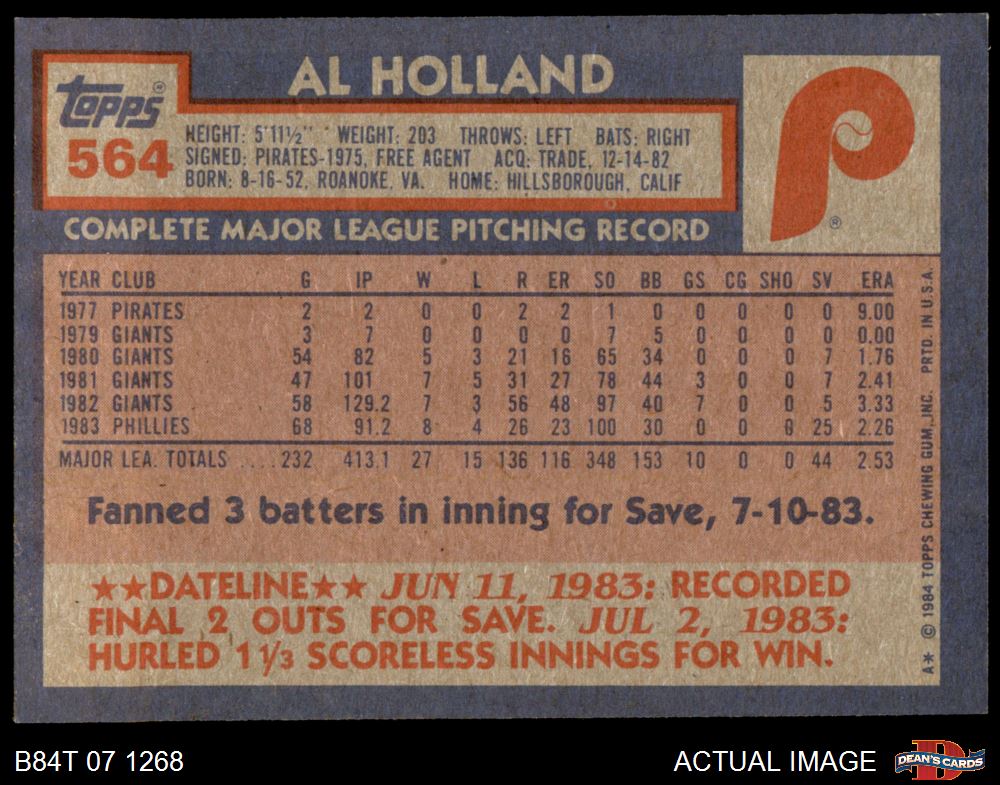 AL HOLLAND
Topps®
564
HEIGHT: 5'11½" WEIGHT: 203 THROWS: LEFT BATS: RIGHT
SIGNED: PIRATES-1975, FREE AGENT ACQ: TRADE, 12-14-82
BORN: 8-16-52, ROANOKE, VA. HOME: HILLSBOROUGH, CALIF
P®
COMPLETE MAJOR LEAGUE PITCHING RECORD
YEAR CLUB G IP W L R ER SO BB GS CG SHO SV ERA
1977 PIRATES 2 2 0 0 2 2 1 0 0 0 0 0 9.00
1979 GIANTS 3 7 0 0 0 0 7 5 0 0 0 0 0.00
1980 GIANTS 54 82 5 3 21 16 65 34 0 0 0 7 1.76
1981 GIANTS 47 101 7 5 31 27 78 44 3 0 0 7 2.41
1982 GIANTS 58 129.2 7 3 56 48 97 40 7 0 0 5 3.33
1983 PHILLIES 68 91.2 8 4 26 23 100 30 0 0 0 25 2.26
MAJOR LEA. TOTALS ....232 413.1 27 15 136 116 348 153 10 0 0 44 2.53
Fanned 3 batters in inning for Save, 7-10-83.
★★DATELINE★★ JUN 11, 1983: RECORDED
FINAL 2 OUTS FOR SAVE. JUL 2, 1983:
HURLED 1 ⅓ SCORELESS INNINGS FOR WIN.
A* © 1984 TOPPS CHEWING GUM, INC. PRTD. IN U.S.A.
B84T 07 1268
ACTUAL IMAGE
DEAN'S CARDS